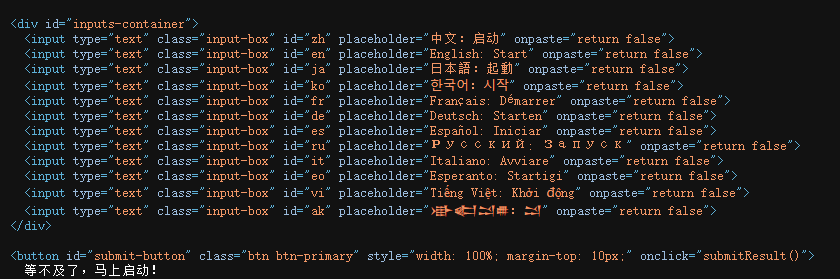 <div id="inputs-container">
<input type="text" class="input-box" id="zh" placeholder="中文: 启动" onpaste="return false">
<input type="text" class="input-box" id="en" placeholder="English: Start" onpaste="return false">
<input type="text" class="input-box" id="ja" placeholder="日本語: 起動" onpaste="return false">
<input type="text" class="input-box" id="ko" placeholder="한국어: 시작" onpaste="return false">
<input type="text" class="input-box" id="fr" placeholder="Français: Démarrer" onpaste="return false">
<input type="text" class="input-box" id="de" placeholder="Deutsch: Starten" onpaste="return false">
<input type="text" class="input-box" id="es" placeholder="Español: Iniciar" onpaste="return false">
<input type="text" class="input-box" id="ru" placeholder="Русский: Запуск" onpaste="return false">
<input type="text" class="input-box" id="it" placeholder="Italiano: Avviare" onpaste="return false">
<input type="text" class="input-box" id="eo" placeholder="Esperanto: Startigi" onpaste="return false">
<input type="text" class="input-box" id="vi" placeholder="Tiếng Việt: Khởi động" onpaste="return false">
<input type="text" class="input-box" id="ak" placeholder=" onpaste="return false">
</div>
<button id="submit-button" class="btn btn-primary" style="width: 100%; margin-top: 10px;" onclick="submitResult()">
等不及了，马上启动!